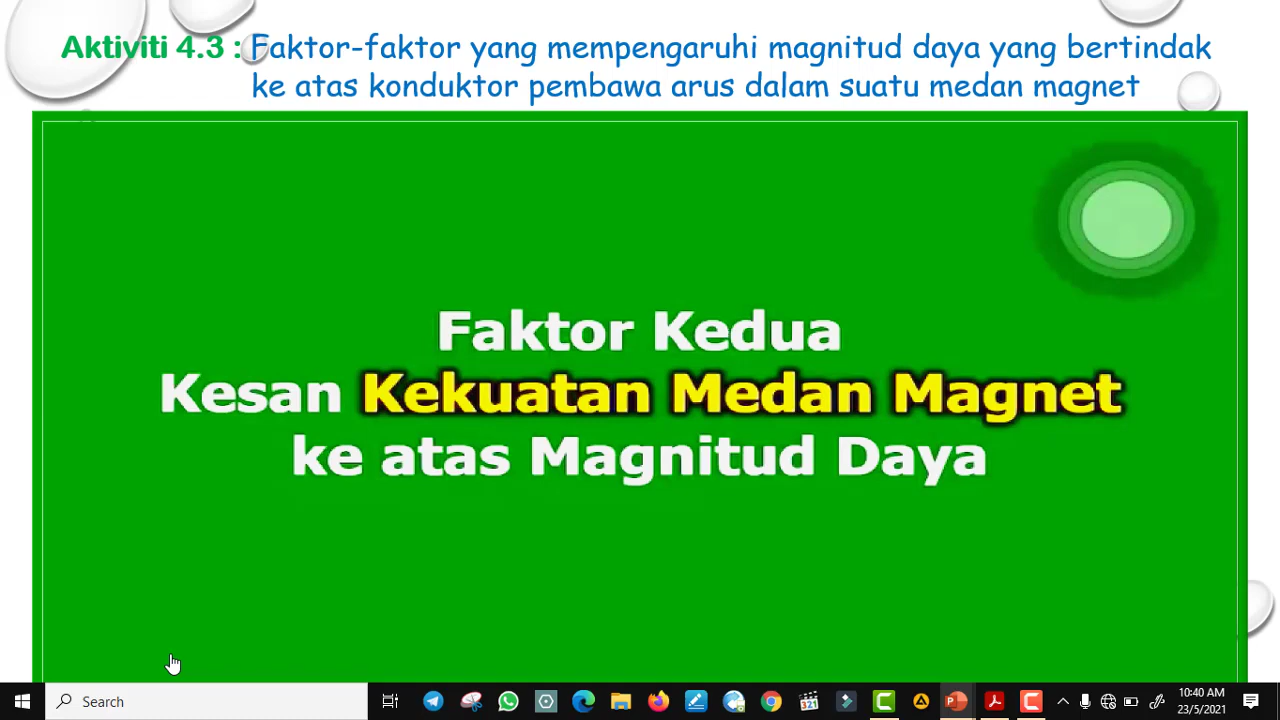 Aktiviti 4.3 : Faktor-faktor yang mempengaruhi magnitud daya yang bertindak
ke atas konduktor pembawa arus dalam suatu medan magnet
Faktor Kedua
Kesan Kekuatan Medan Magnet
ke atas Magnitud Daya
Search
321
10:40 AM
23/5/2021